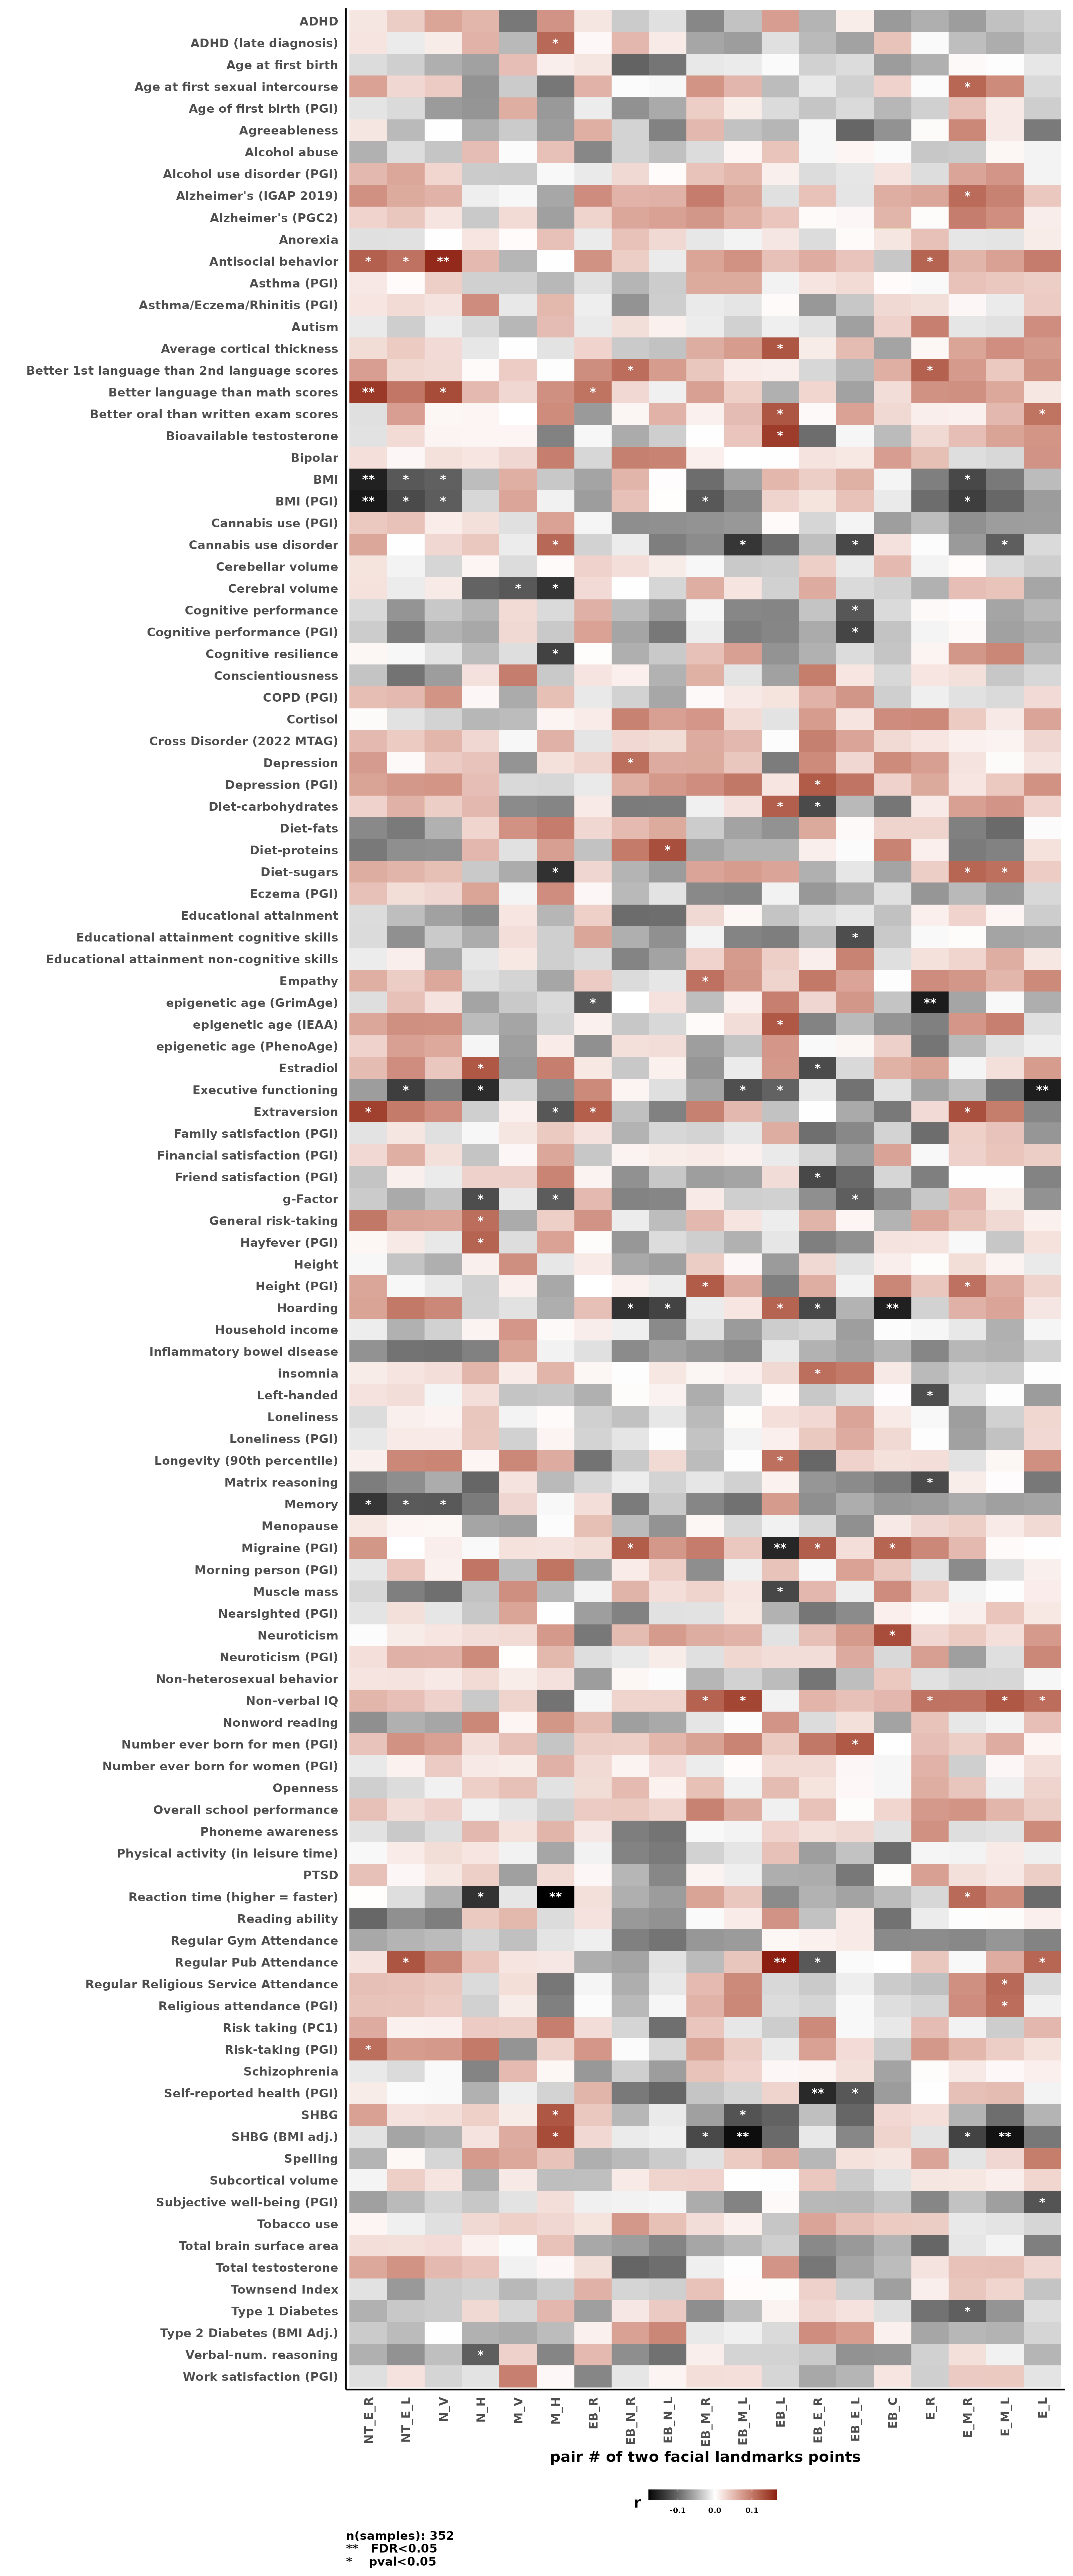 ADHD
ADHD (late diagnosis) *
Age at first birth
Age at first sexual intercourse *
Age of first birth (PGI)
Agreeableness
Alcohol abuse
Alcohol use disorder (PGI)
Alzheimer's (IGAP 2019) *
Alzheimer's (PGC2)
Anorexia
Antisocial behavior * * ** *
Asthma (PGI)
Asthma/Eczema/Rhinitis (PGI)
Autism
Average cortical thickness *
Better 1st language than 2nd language scores * *
Better language than math scores ** * *
Better oral than written exam scores * *
Bioavailable testosterone *
Bipolar
BMI ** * * *
BMI (PGI) ** * * * *
Cannabis use (PGI)
Cannabis use disorder * * * *
Cerebellar volume
Cerebral volume * *
Cognitive performance *
Cognitive performance (PGI) *
Cognitive resilience *
Conscientiousness
COPD (PGI)
Cortisol
Cross Disorder (2022 MTAG)
Depression *
Depression (PGI) *
Diet-carbohydrates * *
Diet-fats
Diet-proteins *
Diet-sugars * * *
Eczema (PGI)
Educational attainment
Educational attainment cognitive skills *
Educational attainment non-cognitive skills
Empathy *
epigenetic age (GrimAge) * **
epigenetic age (IEAA) *
epigenetic age (PhenoAge)
Estradiol * *
Executive functioning * * * * **
Extraversion * * * *
Family satisfaction (PGI)
Financial satisfaction (PGI)
Friend satisfaction (PGI) *
g-Factor * * *
General risk-taking *
Hayfever (PGI) *
Height
Height (PGI) * *
Hoarding * * * * **
Household income
Inflammatory bowel disease
insomnia *
Left-handed *
Loneliness
Loneliness (PGI)
Longevity (90th percentile) *
Matrix reasoning *
Memory * * *
Menopause
Migraine (PGI) * ** * *
Morning person (PGI)
Muscle mass *
Nearsighted (PGI)
Neuroticism *
Neuroticism (PGI)
Non-heterosexual behavior
Non-verbal IQ * * * * *
Nonword reading
Number ever born for men (PGI) *
Number ever born for women (PGI)
Openness
Overall school performance
Phoneme awareness
Physical activity (in leisure time)
PTSD
Reaction time (higher = faster) * ** *
Reading ability
Regular Gym Attendance
Regular Pub Attendance * ** * *
Regular Religious Service Attendance *
Religious attendance (PGI) *
Risk taking (PC1)
Risk-taking (PGI) *
Schizophrenia
Self-reported health (PGI) ** *
SHBG * *
SHBG (BMI adj.) * * ** * **
Spelling
Subcortical volume
Subjective well-being (PGI) *
Tobacco use
Total brain surface area
Total testosterone
Townsend Index
Type 1 Diabetes *
Type 2 Diabetes (BMI Adj.)
Verbal-num. reasoning *
Work satisfaction (PGI)
NT_E_R NT_E_L N_V N_H M_V M_H EB_R EB_N_R EB_N_L EB_M_R EB_M_L EB_L EB_E_R EB_E_L EB_C E_R E_M_R E_M_L E_L
pair # of two facial landmarks points
r
-0.1 0.0 0.1
n(samples): 352
** FDR<0.05
* pval<0.05